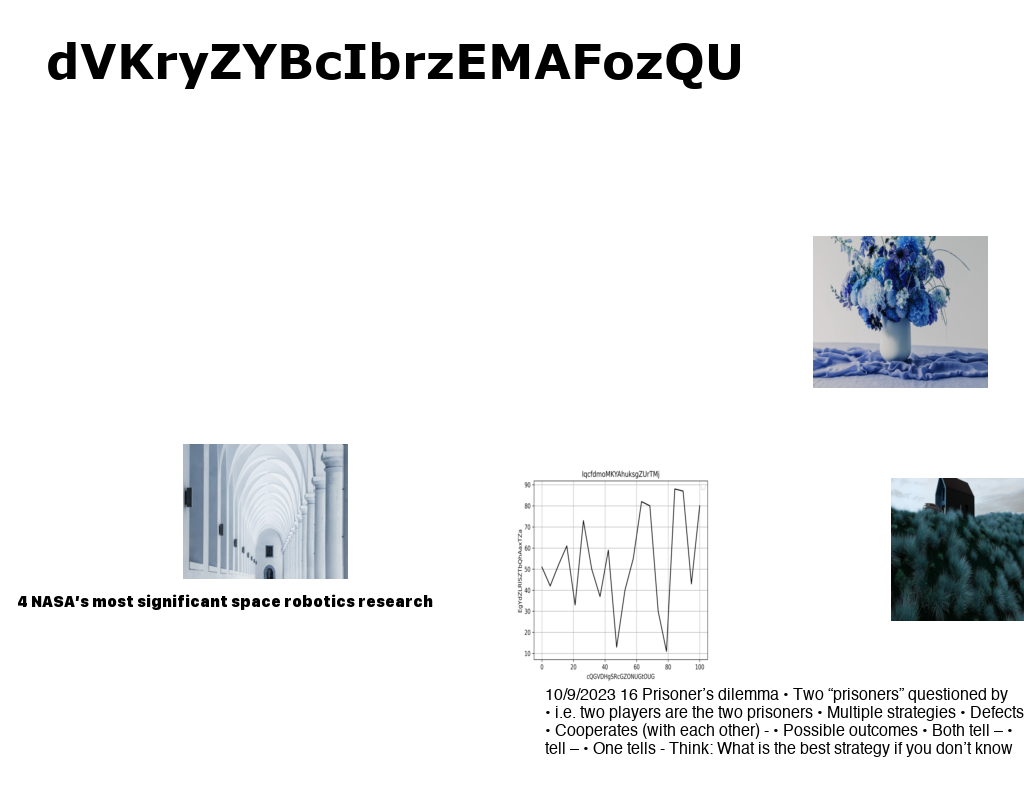 dVKryZYBcIbrzEMAFozQU
4 NASA's most significant space robotics research
IqcfdmoMKYAhuksgZUrTMj
90
80
70
60
50
40
30
20
10
0 20 40 60 80 100
cQGVDHgSRcGZONUGtOUG
10/9/2023 16 Prisoner’s dilemma • Two “prisoners” questioned by
• i.e. two players are the two prisoners • Multiple strategies • Defects
• Cooperates (with each other) - • Possible outcomes • Both tell – •
tell – • One tells - Think: What is the best strategy if you don’t know